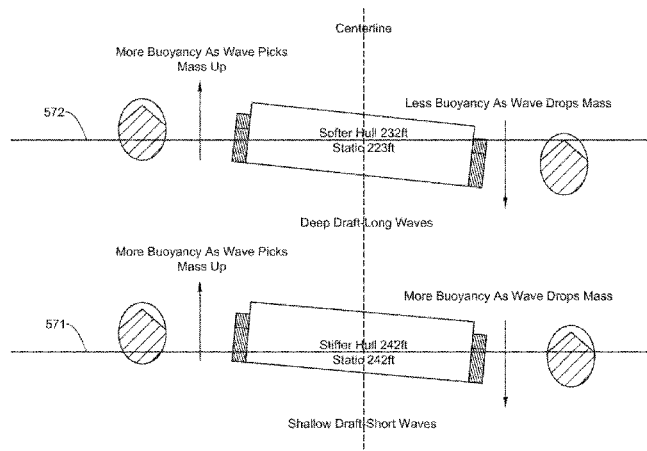 Centerline
More Buoyancy As Wave Picks
Mass Up
Less Buoyancy As Wave Drops Mass
572
Softer Hull 232ft
Static 223ft
Deep Draft-Long Waves
More Buoyancy As Wave Picks
Mass Up
More Buoyancy As Wave Drops Mass
571
Stiffer Hull 242ft
Static 242ft
Shallow Draft-Short Waves